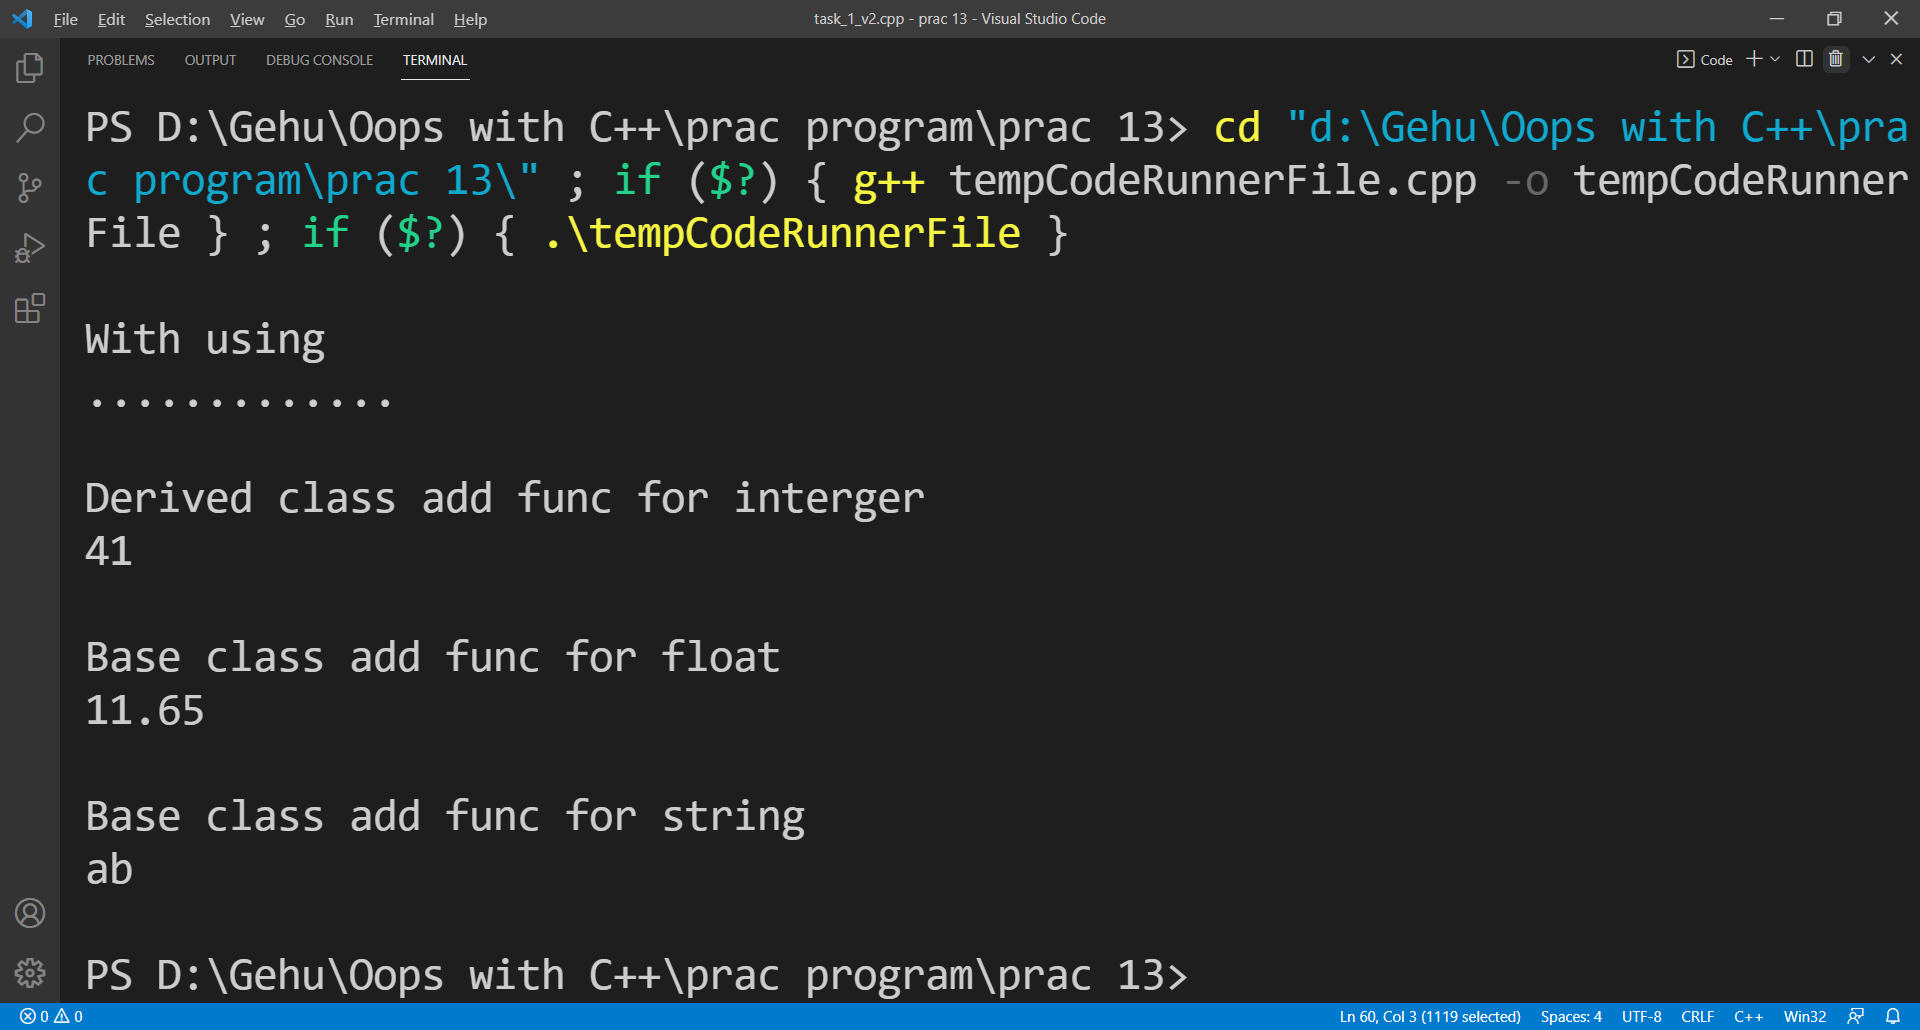 File Edit Selection View Go Run Terminal Help
task_1_v2.cpp - prac 13 - Visual Studio Code
PROBLEMS OUTPUT DEBUG CONSOLE TERMINAL
Code
PS D:\Gehu\Oops with C++\prac program\prac 13> cd "d:\Gehu\Oops with C++\pra
c program\prac 13\" ; if ($?) { g++ tempCodeRunnerFile.cpp -o tempCodeRunner
File } ; if ($?) { .\tempCodeRunnerFile }
With using
.............
Derived class add func for interger
41
Base class add func for float
11.65
Base class add func for string
ab
PS D:\Gehu\Oops with C++\prac program\prac 13>
0 0
Ln 60, Col 3 (1119 selected) Spaces: 4 UTF-8 CRLF C++ Win32